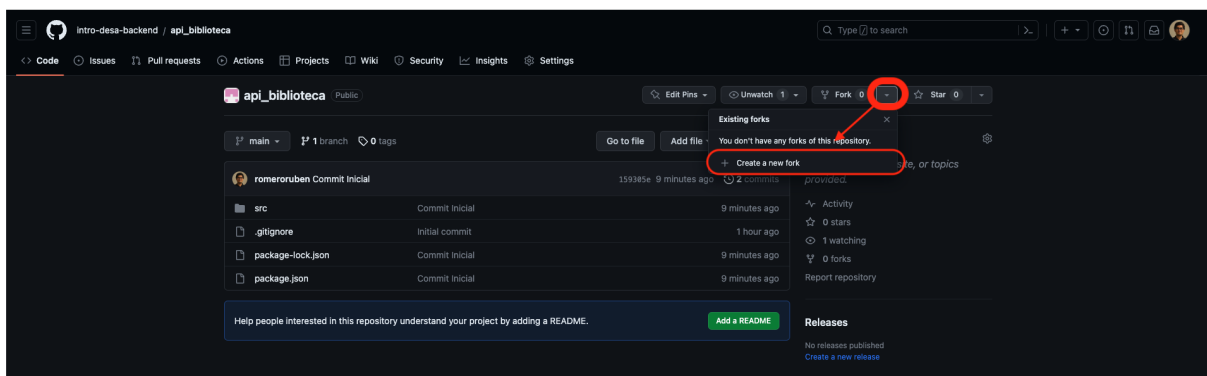 intro-desa-backend / api_biblioteca
Type / to search
Code Issues Pull requests Actions Projects Wiki Security Insights Settings
api_biblioteca Public
Edit Pins Unwatch 1 Fork 0 Star 0
Existing forks
You don't have any forks of this repository.
Create a new fork
main 1 branch 0 tags
Go to file Add file
site, or topics
provided.
romeroruben Commit Inicial 159305e 9 minutes ago 2 commits
src Commit Inicial 9 minutes ago
.gitignore Initial commit 1 hour ago
package-lock.json Commit Inicial 9 minutes ago
package.json Commit Inicial 9 minutes ago
Activity
0 stars
1 watching
0 forks
Report repository
Help people interested in this repository understand your project by adding a README. Add a README
Releases
No releases published
Create a new release